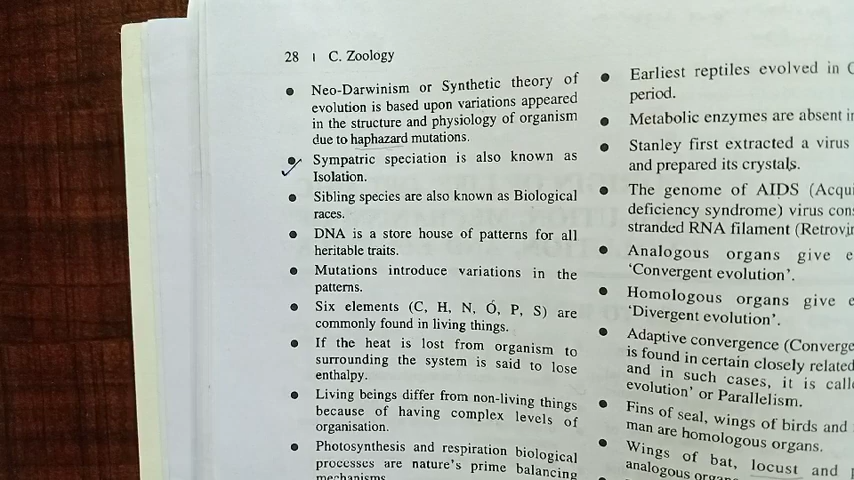 28 | C. Zoology
Neo-Darwinism or Synthetic theory of
evolution is based upon variations appeared
in the structure and physiology of organism
due to haphazard mutations.
Sympatric speciation is also known as
Isolation.
Sibling species are also known as Biological
races.
DNA is a store house of patterns for all
heritable traits.
Mutations introduce variations in the
patterns.
Six elements (C, H, N, O, P, S) are
commonly found in living things.
If the heat is lost from organism to
surrounding the system is said to lose
enthalpy.
Living beings differ from non-living things
because of having complex levels of
organisation.
Photosynthesis and respiration biological
processes are nature's prime balancing
mechanisms
Earliest reptiles evolved in
period.
Metabolic enzymes are absent
Stanley first extracted a virus
and prepared its crystals.
The genome of AIDS (Acqui
deficiency syndrome) virus con
stranded RNA filament (Retrovir
Analogous organs give
'Convergent evolution'.
Homologous organs give
'Divergent evolution'.
Adaptive convergence (Converge
is found in certain closely related
and in such cases, it is call
evolution' or Parallelism.
Fins of seal, wings of birds and
man are homologous organs.
Wings of bat, locust and
analogous